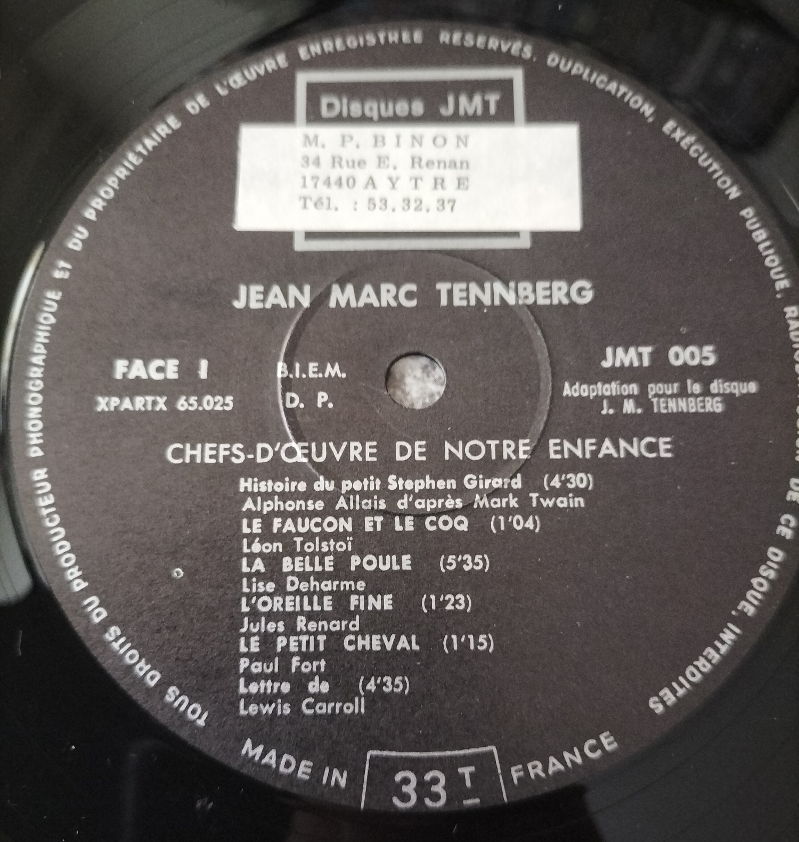 TOUS DROITS DU PRODUCTEUR PHONOGRAPHIQUE ET DU PROPRIÉTAIRE DE L'ŒUVRE ENREGISTRÉE RÉSERVÉS. DUPLICATION, EXÉCUTION PUBLIQUE, DE CE DISQUE, INTERDITES
Disques JMT
M. P. BINON
34 Rue E. Renan
17440 AYTRE
Tél. : 53.32.37
JEAN MARC TENNBERG
FACE 1
XPARTX 65.025
B.I.E.M.
D. P.
JMT 005
Adaptation pour le disque
J. M. TENNBERG
CHEFS-D'ŒUVRE DE NOTRE ENFANCE
Histoire du petit Stephen Girard (4'30)
Alphonse Allais d'après Mark Twain
LE FAUCON ET LE COQ (1'04)
Léon Tolstoï
LA BELLE POULE (5'35)
Lise Deharme
L'OREILLE FINE (1'23)
Jules Renard
LE PETIT CHEVAL (1'15)
Paul Fort
Lettre de (4'35)
Lewis Carroll
MADE IN FRANCE
33 T